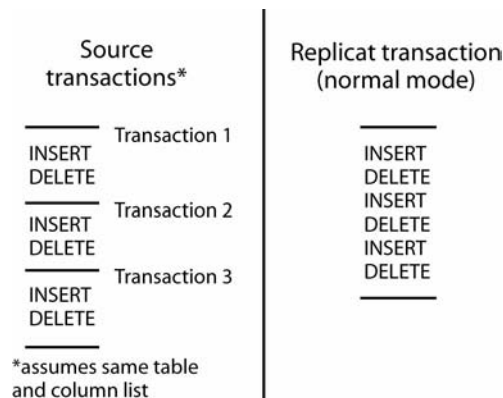 Source
transactions*
Transaction 1
INSERT
DELETE
Transaction 2
INSERT
DELETE
Transaction 3
INSERT
DELETE
*assumes same table
and column list
Replicat transaction
(normal mode)
INSERT
DELETE
INSERT
DELETE
INSERT
DELETE